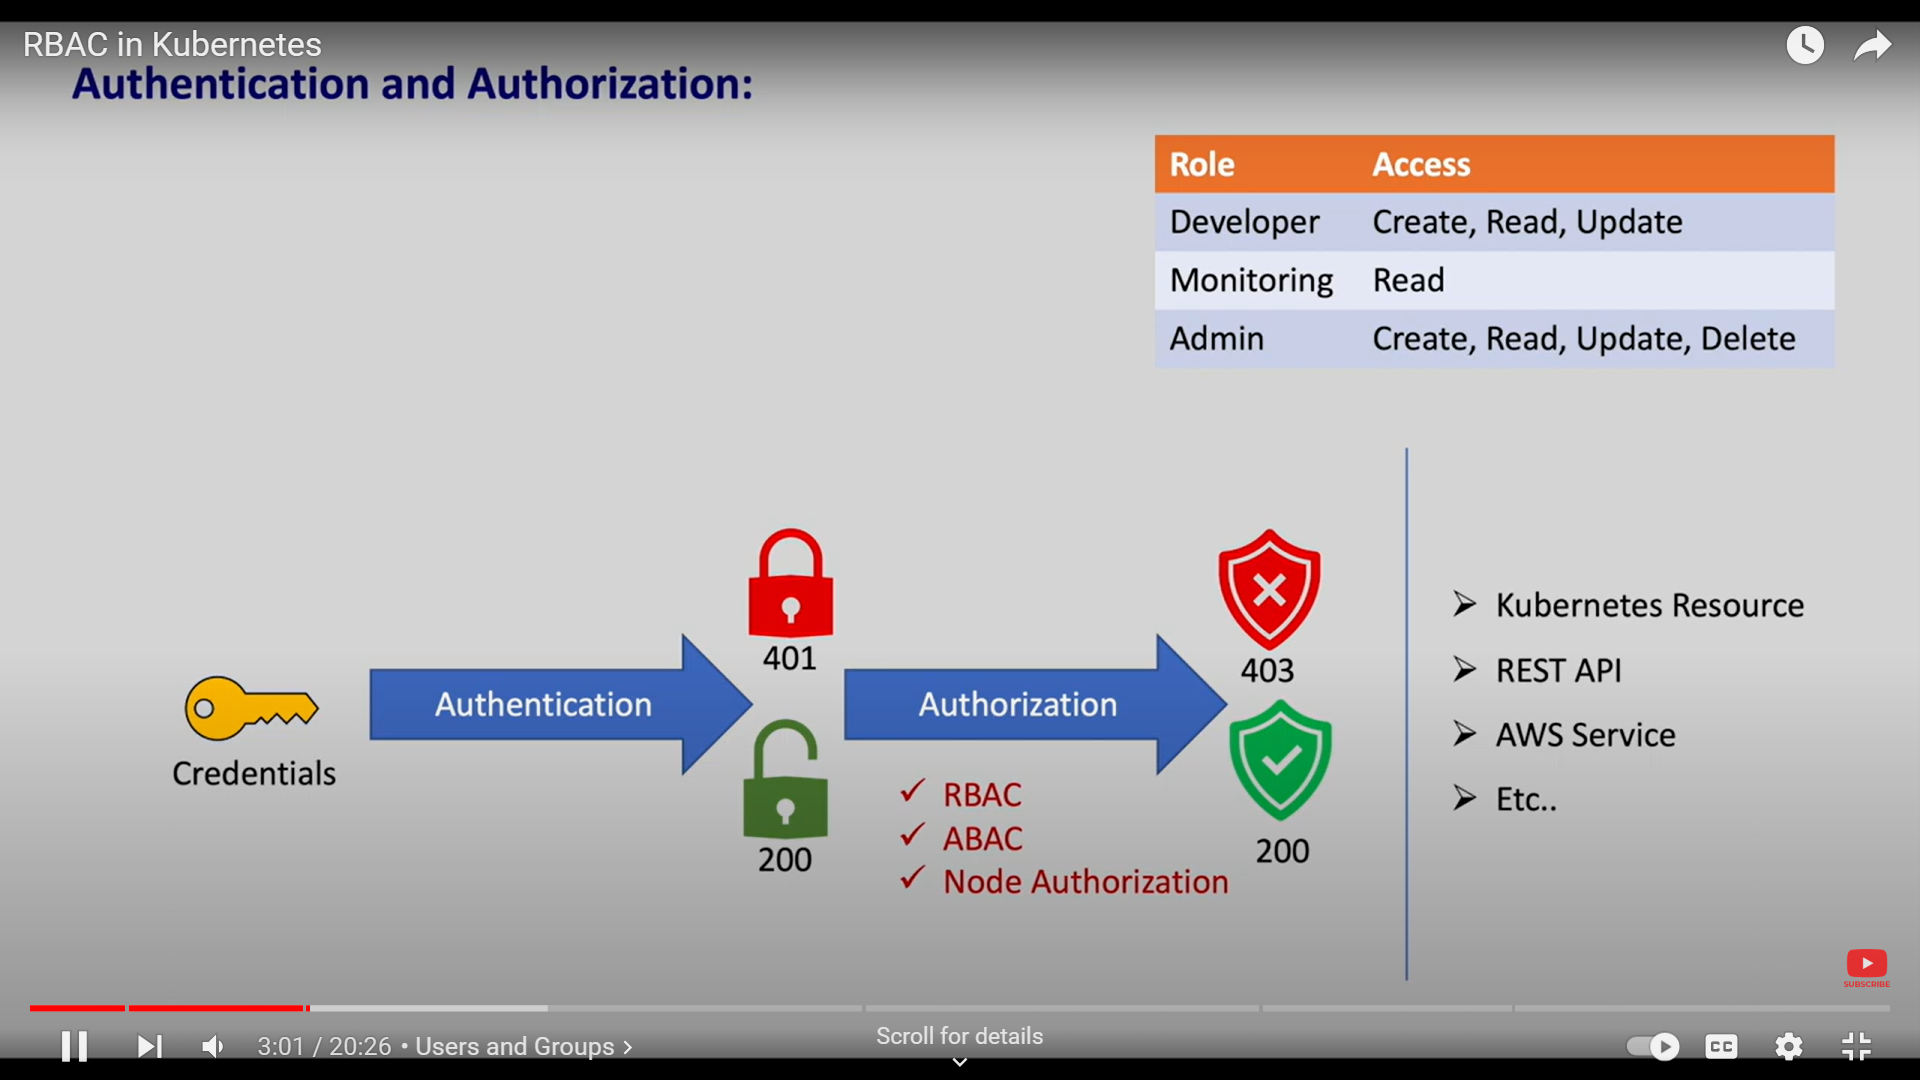 RBAC in Kubernetes
Authentication and Authorization:
Role Access
Developer Create, Read, Update
Monitoring Read
Admin Create, Read, Update, Delete
Credentials
Authentication
401
200
Authorization
RBAC
ABAC
Node Authorization
403
200
Kubernetes Resource
REST API
AWS Service
Etc..
SUBSCRIBE
3:01 / 20:26 • Users and Groups
Scroll for details
CC